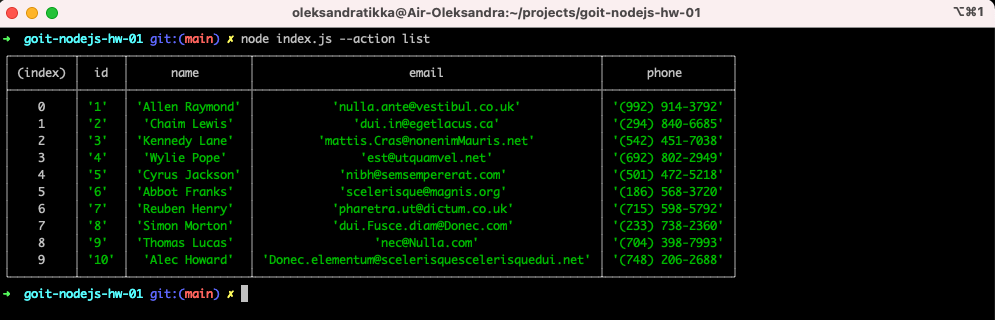 oleksandratikka@Air-Oleksandra:~/projects/goit-nodejs-hw-01 ⌥⌘1
➜ goit-nodejs-hw-01 git:(main) ✗ node index.js --action list
(index) id name email phone
0 '1' 'Allen Raymond' 'nulla.ante@vestibul.co.uk' '(992) 914-3792'
1 '2' 'Chaim Lewis' 'dui.in@egetlacus.ca' '(294) 840-6685'
2 '3' 'Kennedy Lane' 'mattis.Cras@nonenimMauris.net' '(542) 451-7038'
3 '4' 'Wylie Pope' 'est@utquamvel.net' '(692) 802-2949'
4 '5' 'Cyrus Jackson' 'nibh@semsempererat.com' '(501) 472-5218'
5 '6' 'Abbot Franks' 'scelerisque@magnis.org' '(186) 568-3720'
6 '7' 'Reuben Henry' 'pharetra.ut@dictum.co.uk' '(715) 598-5792'
7 '8' 'Simon Morton' 'dui.Fusce.diam@Donec.com' '(233) 738-2360'
8 '9' 'Thomas Lucas' 'nec@Nulla.com' '(704) 398-7993'
9 '10' 'Alec Howard' 'Donec.elementum@scelerisquescelerisquedui.net' '(748) 206-2688'
➜ goit-nodejs-hw-01 git:(main) ✗